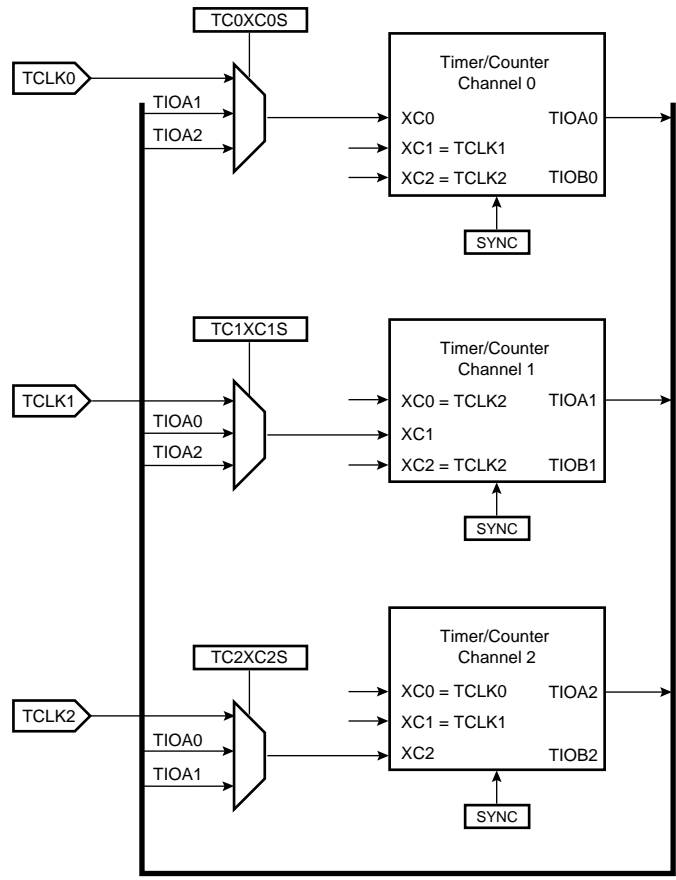 TC0XC0S
TCLK0
TIOA1
TIOA2
Timer/Counter
Channel 0
XC0
TIOA0
XC1 = TCLK1
XC2 = TCLK2
TIOB0
SYNC
TC1XC1S
TCLK1
TIOA0
TIOA2
Timer/Counter
Channel 1
XC0 = TCLK2
TIOA1
XC1
XC2 = TCLK2
TIOB1
SYNC
TC2XC2S
TCLK2
TIOA0
TIOA1
Timer/Counter
Channel 2
XC0 = TCLK0
TIOA2
XC1 = TCLK1
XC2
TIOB2
SYNC